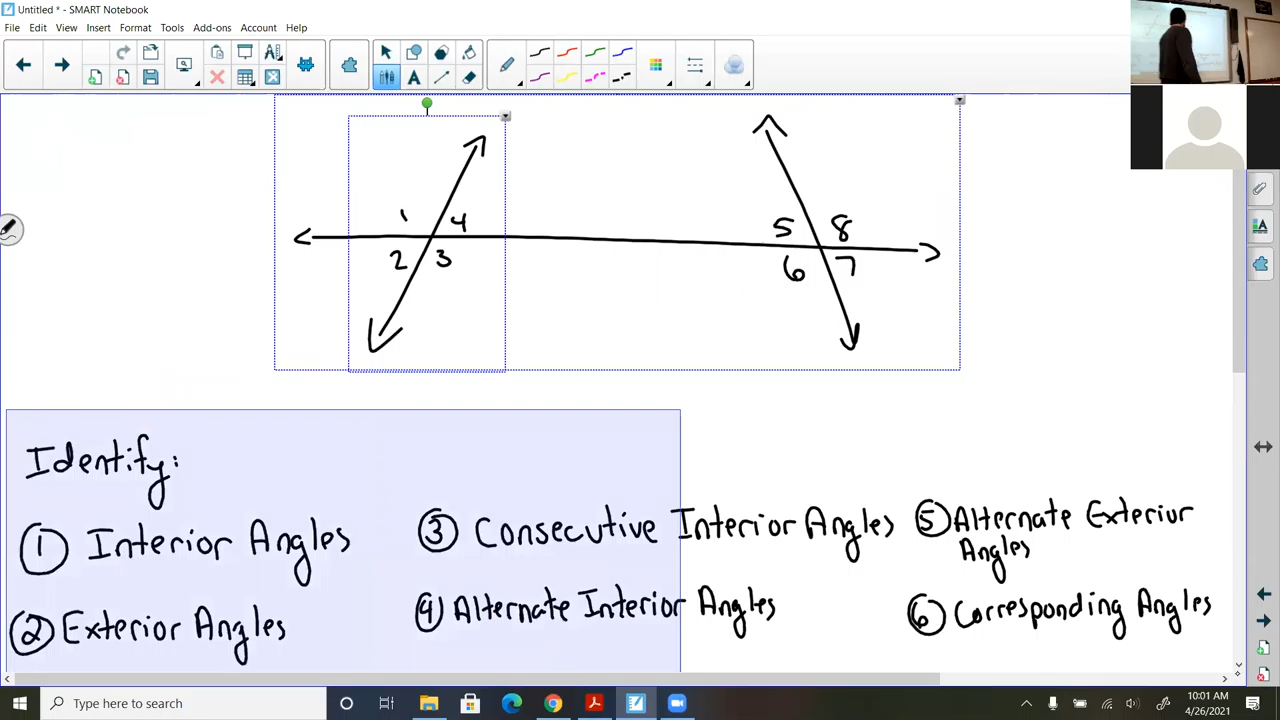 Untitled * - SMART Notebook
File Edit View Insert Format Tools Add-ons Account Help
1 4 5 8
2 3 6 7
Identify:
① Interior Angles
② Exterior Angles
③ Consecutive Interior Angles
④ Alternate Interior Angles
⑤ Alternate Exterior
Angles
⑥ Corresponding Angles
Type here to search
10:01 AM
4/26/2021